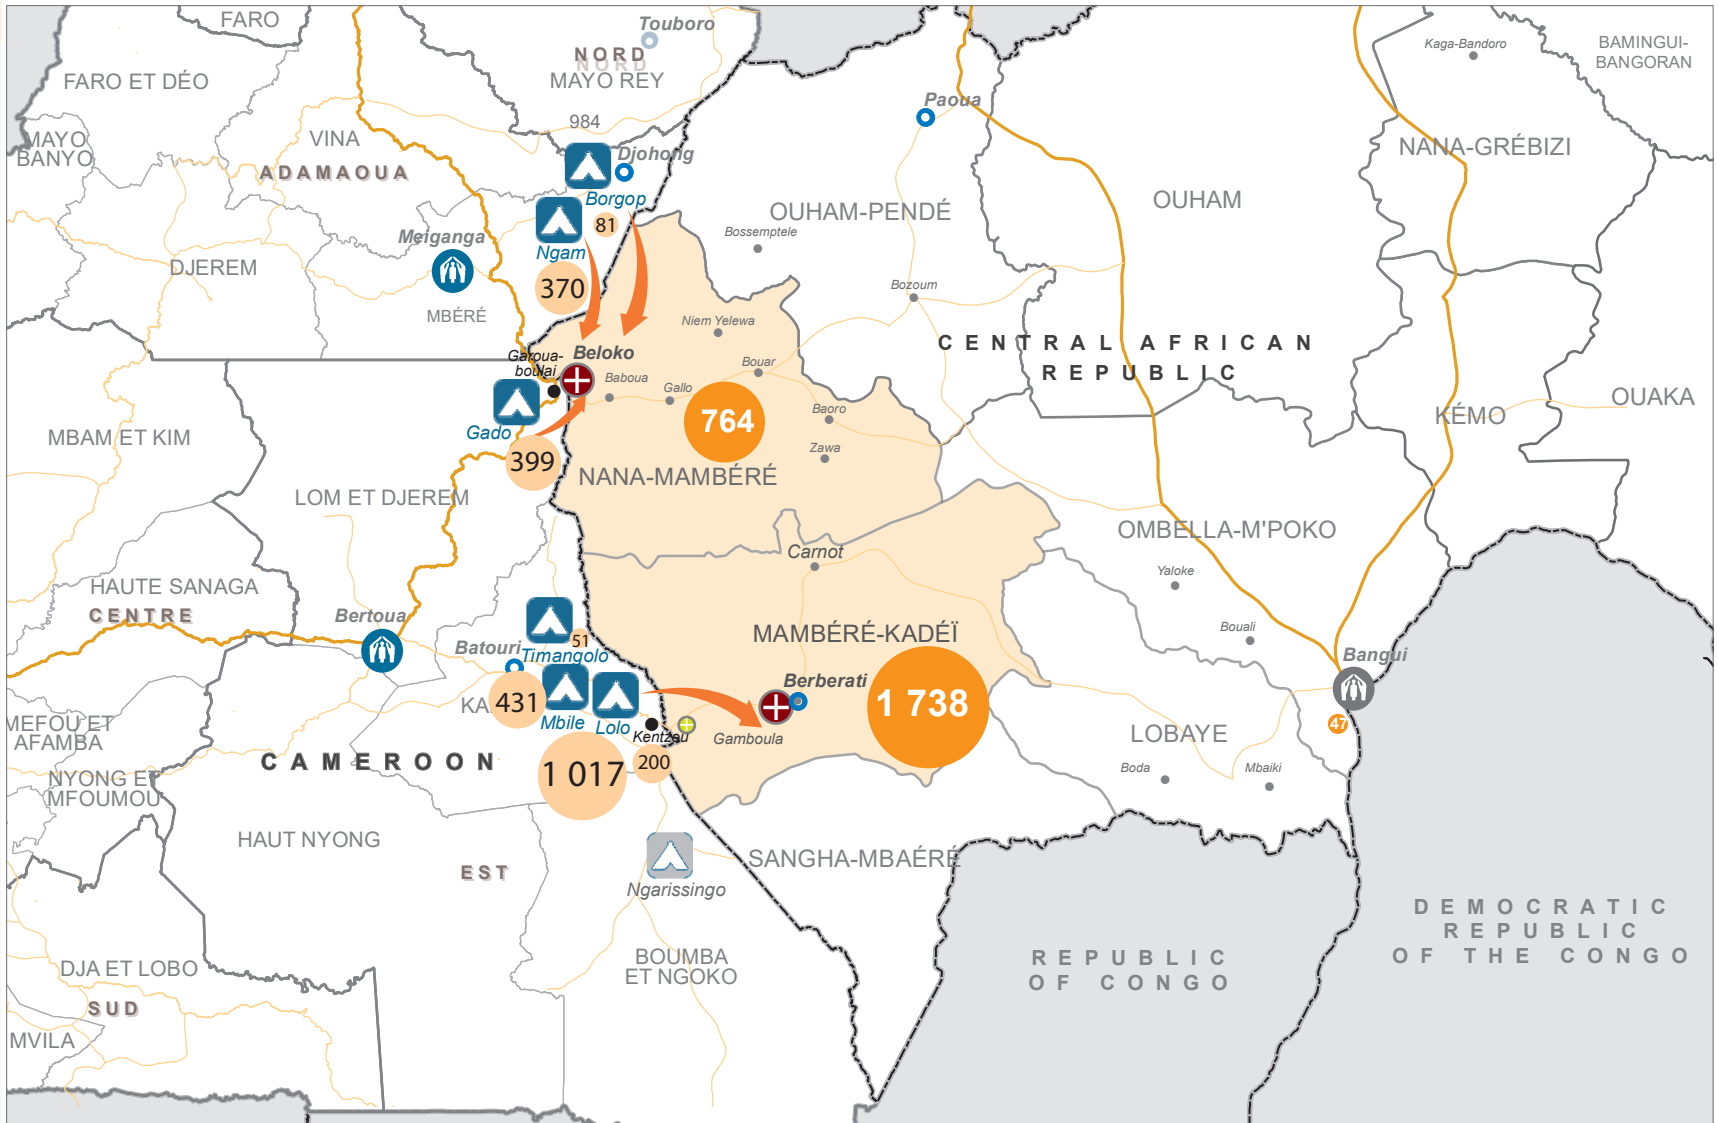 FARO
Touboro
NORD
NORD
MAYO REY
FARO ET DÉO
Kaga-Bandoro
BAMINGUI-
BANGORAN
Paoua
984
VINA
MAYO
BANYO
Djohong
NANA-GRÉBIZI
ADAMAOUA
Borgop
81
OUHAM
OUHAM-PENDÉ
Bossemptele
Meiganga
Ngam
DJEREM
370
Bozoum
MBÉRÉ
Niem Yelewa
CENTRAL AFRICAN
REPUBLIC
Garoua-
boulai
Beloko
Bouar
Baboua
Gallo
OUAKA
764
Baoro
KÉMO
Gado
MBAM ET KIM
Zawa
399
NANA-MAMBÉRÉ
LOM ET DJEREM
OMBELLA-M'POKO
Carnot
Yaloke
HAUTE SANAGA
CENTRE
Bertoua
Bouali
MAMBÉRÉ-KADÉÏ
51
Batouri
Timangolo
Bangui
Berberati
431
KA
1 738
Mbile
Lolo
47
MEFOU ET
AFAMBA
Kentzou
Gamboula
LOBAYE
CAMEROON
200
1 017
Boda
Mbaiki
NYONG ET
MFOUMOU
HAUT NYONG
SANGHA-MBAÉRÉ
EST
Ngarissingo
DEMOCRATIC
REPUBLIC
OF THE CONGO
REPUBLIC
OF CONGO
BOUMBA
ET NGOKO
DJA ET LOBO
SUD
MVILA